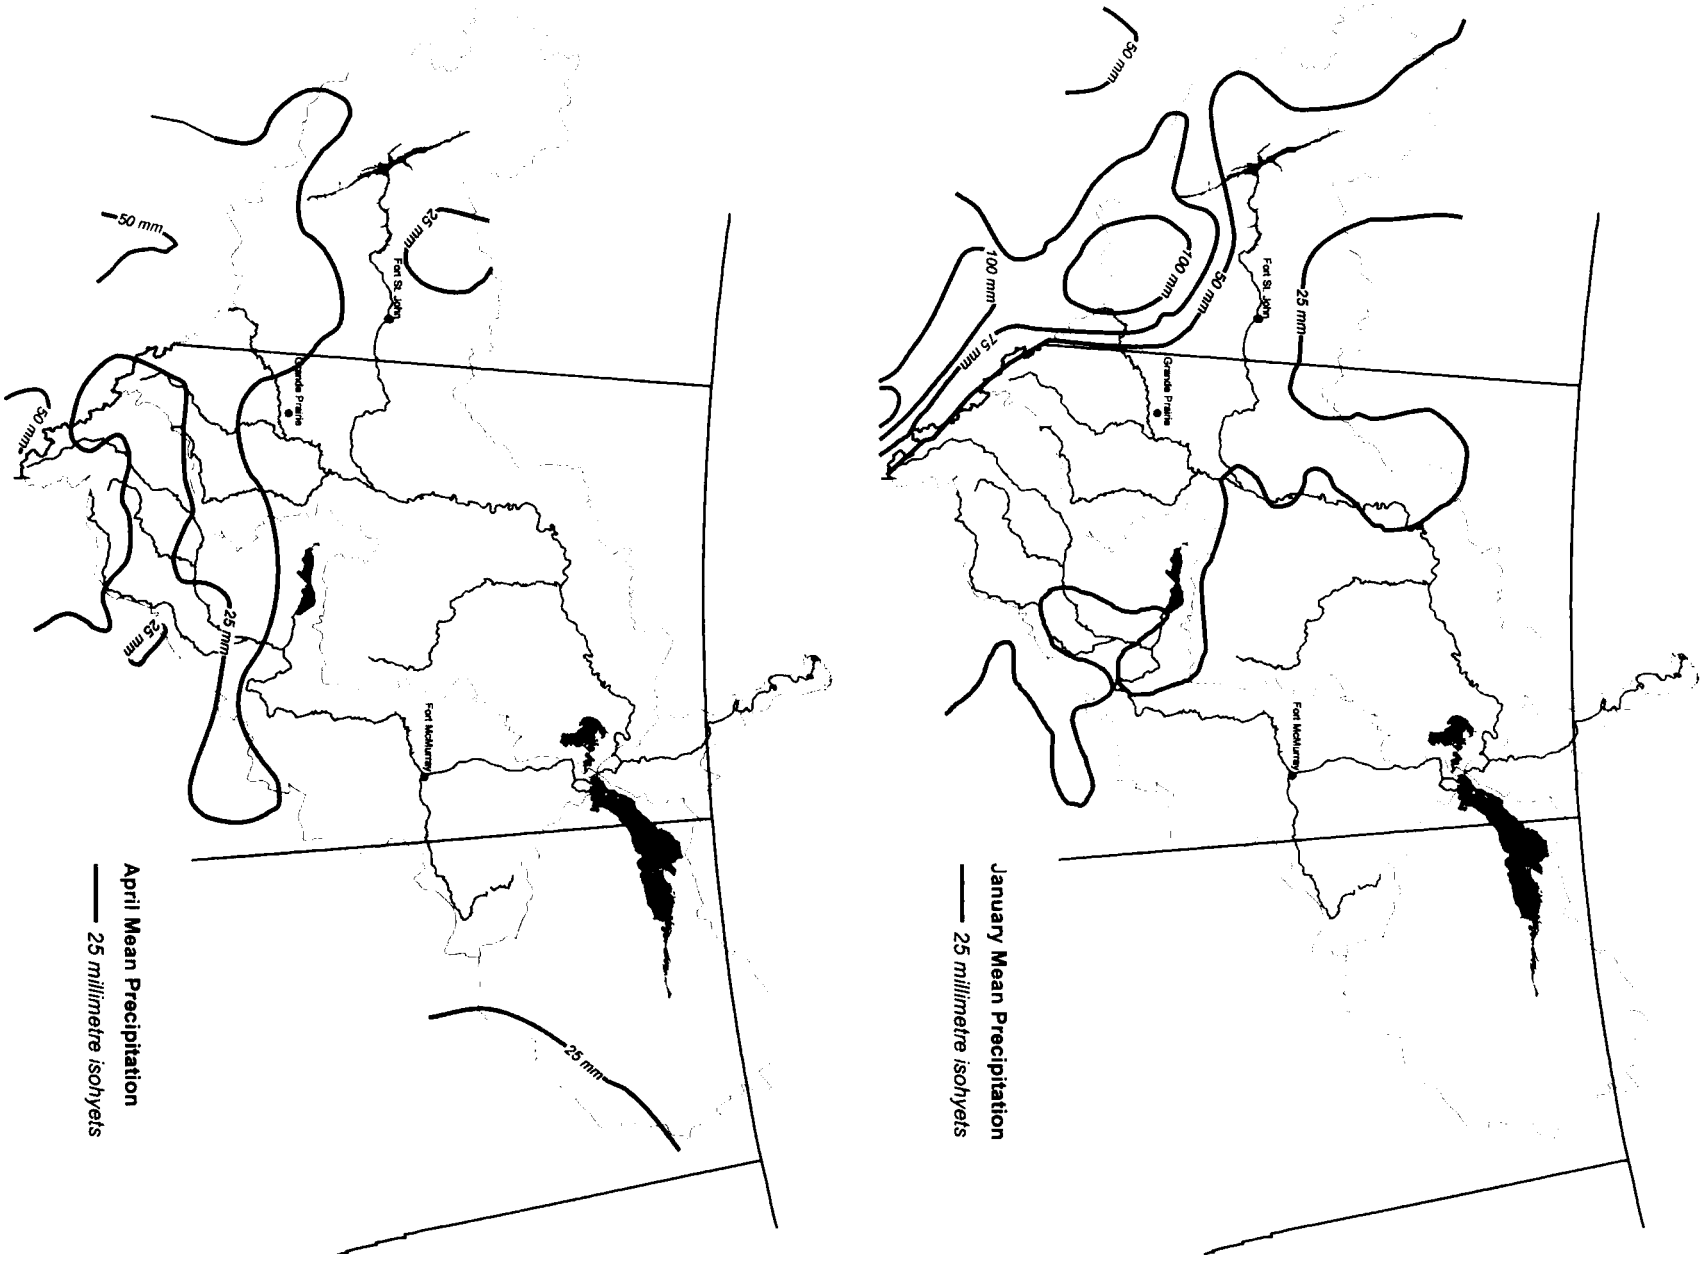 50 mm
100 mm
50 mm
25 mm
100 mm
75 mm
Fort St. John
Grande Prairie
Fort McMurray
January Mean Precipitation
25 millimetre isohyets
50 mm
25 mm
Fort St. John
Grande Prairie
50 mm
25 mm
25 mm
Fort McMurray
25 mm
April Mean Precipitation
25 millimetre isohyets